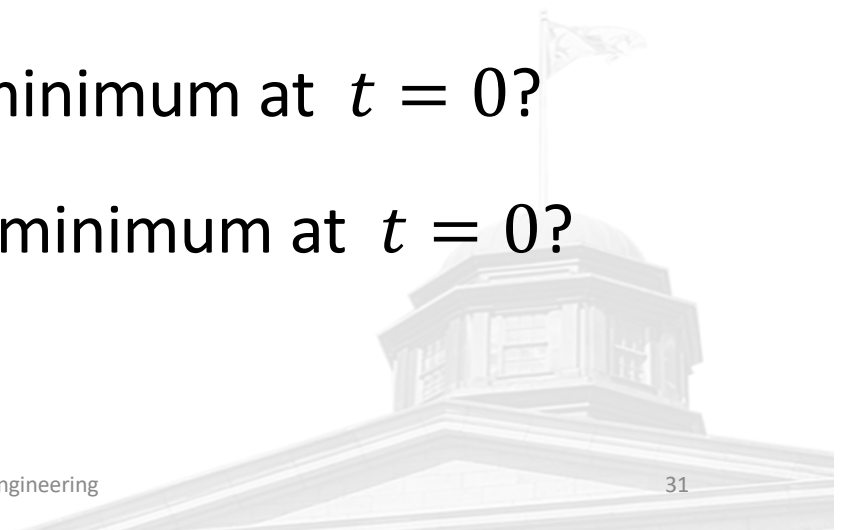 minimum at t = 0?
minimum at t = 0?
ngineering
31